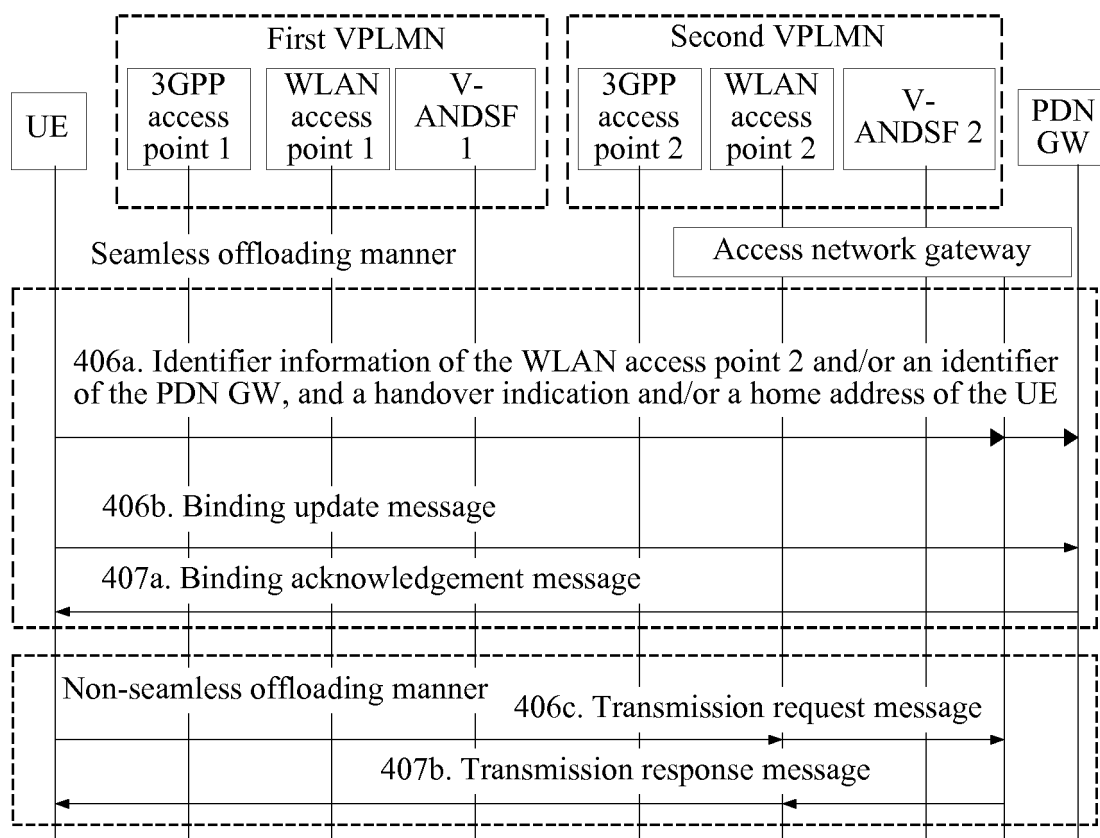 First VPLMN
Second VPLMN
UE
3GPP
access
point 1
WLAN
access
point 1
V-
ANDSF
1
3GPP
access
point 2
WLAN
access
point 2
V-
ANDSF 2
PDN
GW
Seamless offloading manner
Access network gateway
406a. Identifier information of the WLAN access point 2 and/or an identifier
of the PDN GW, and a handover indication and/or a home address of the UE
406b. Binding update message
407a. Binding acknowledgement message
Non-seamless offloading manner
406c. Transmission request message
407b. Transmission response message